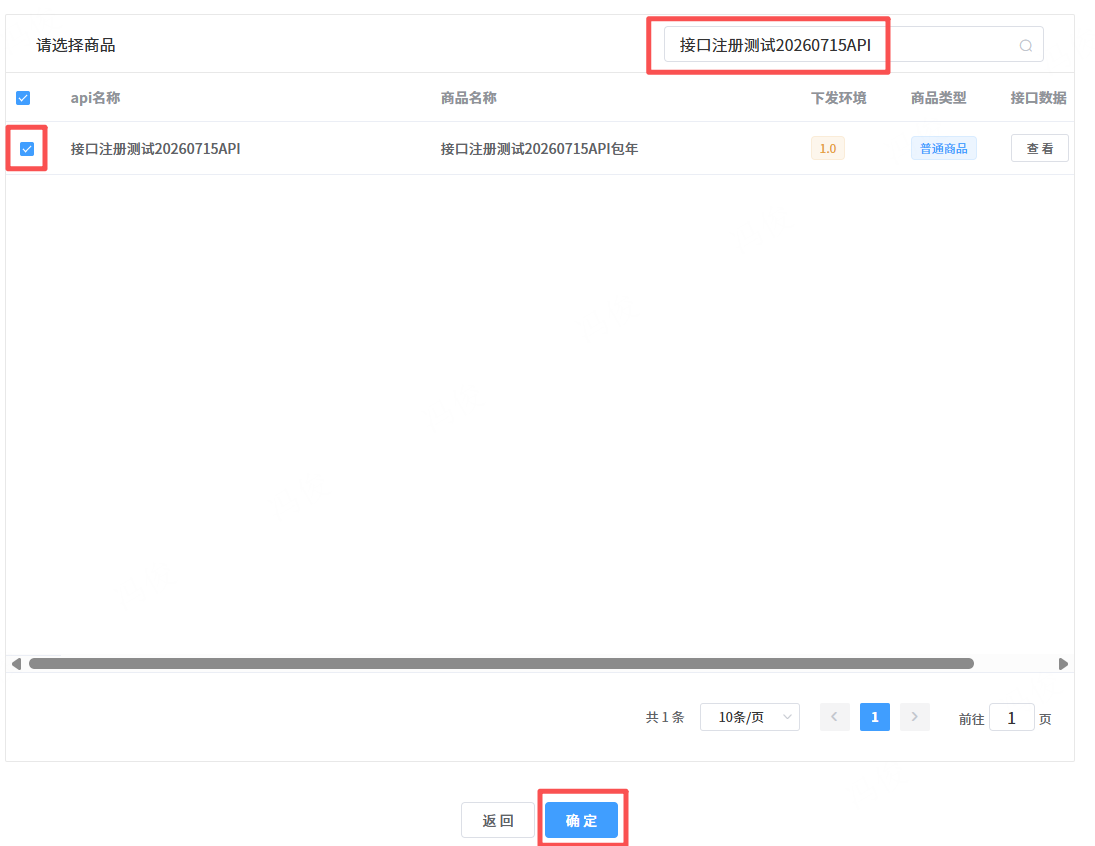 请选择商品 接口注册测试20260715API
api名称 商品名称 下发环境 商品类型 接口数据
接口注册测试20260715API 接口注册测试20260715API包年 1.0 普通商品 查看
共 1 条 10条/页 1 前往 1 页
返回 确定